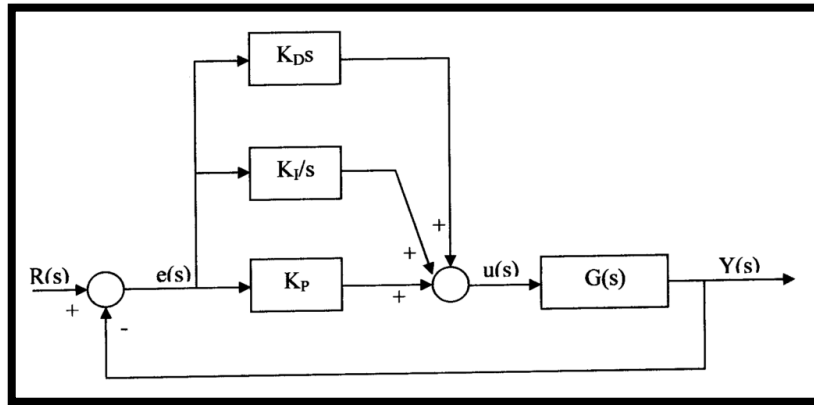 K_Ds
K_I/s
R(s)
e(s)
K_P
u(s)
G(s)
Y(s)
+
+
+
+
-